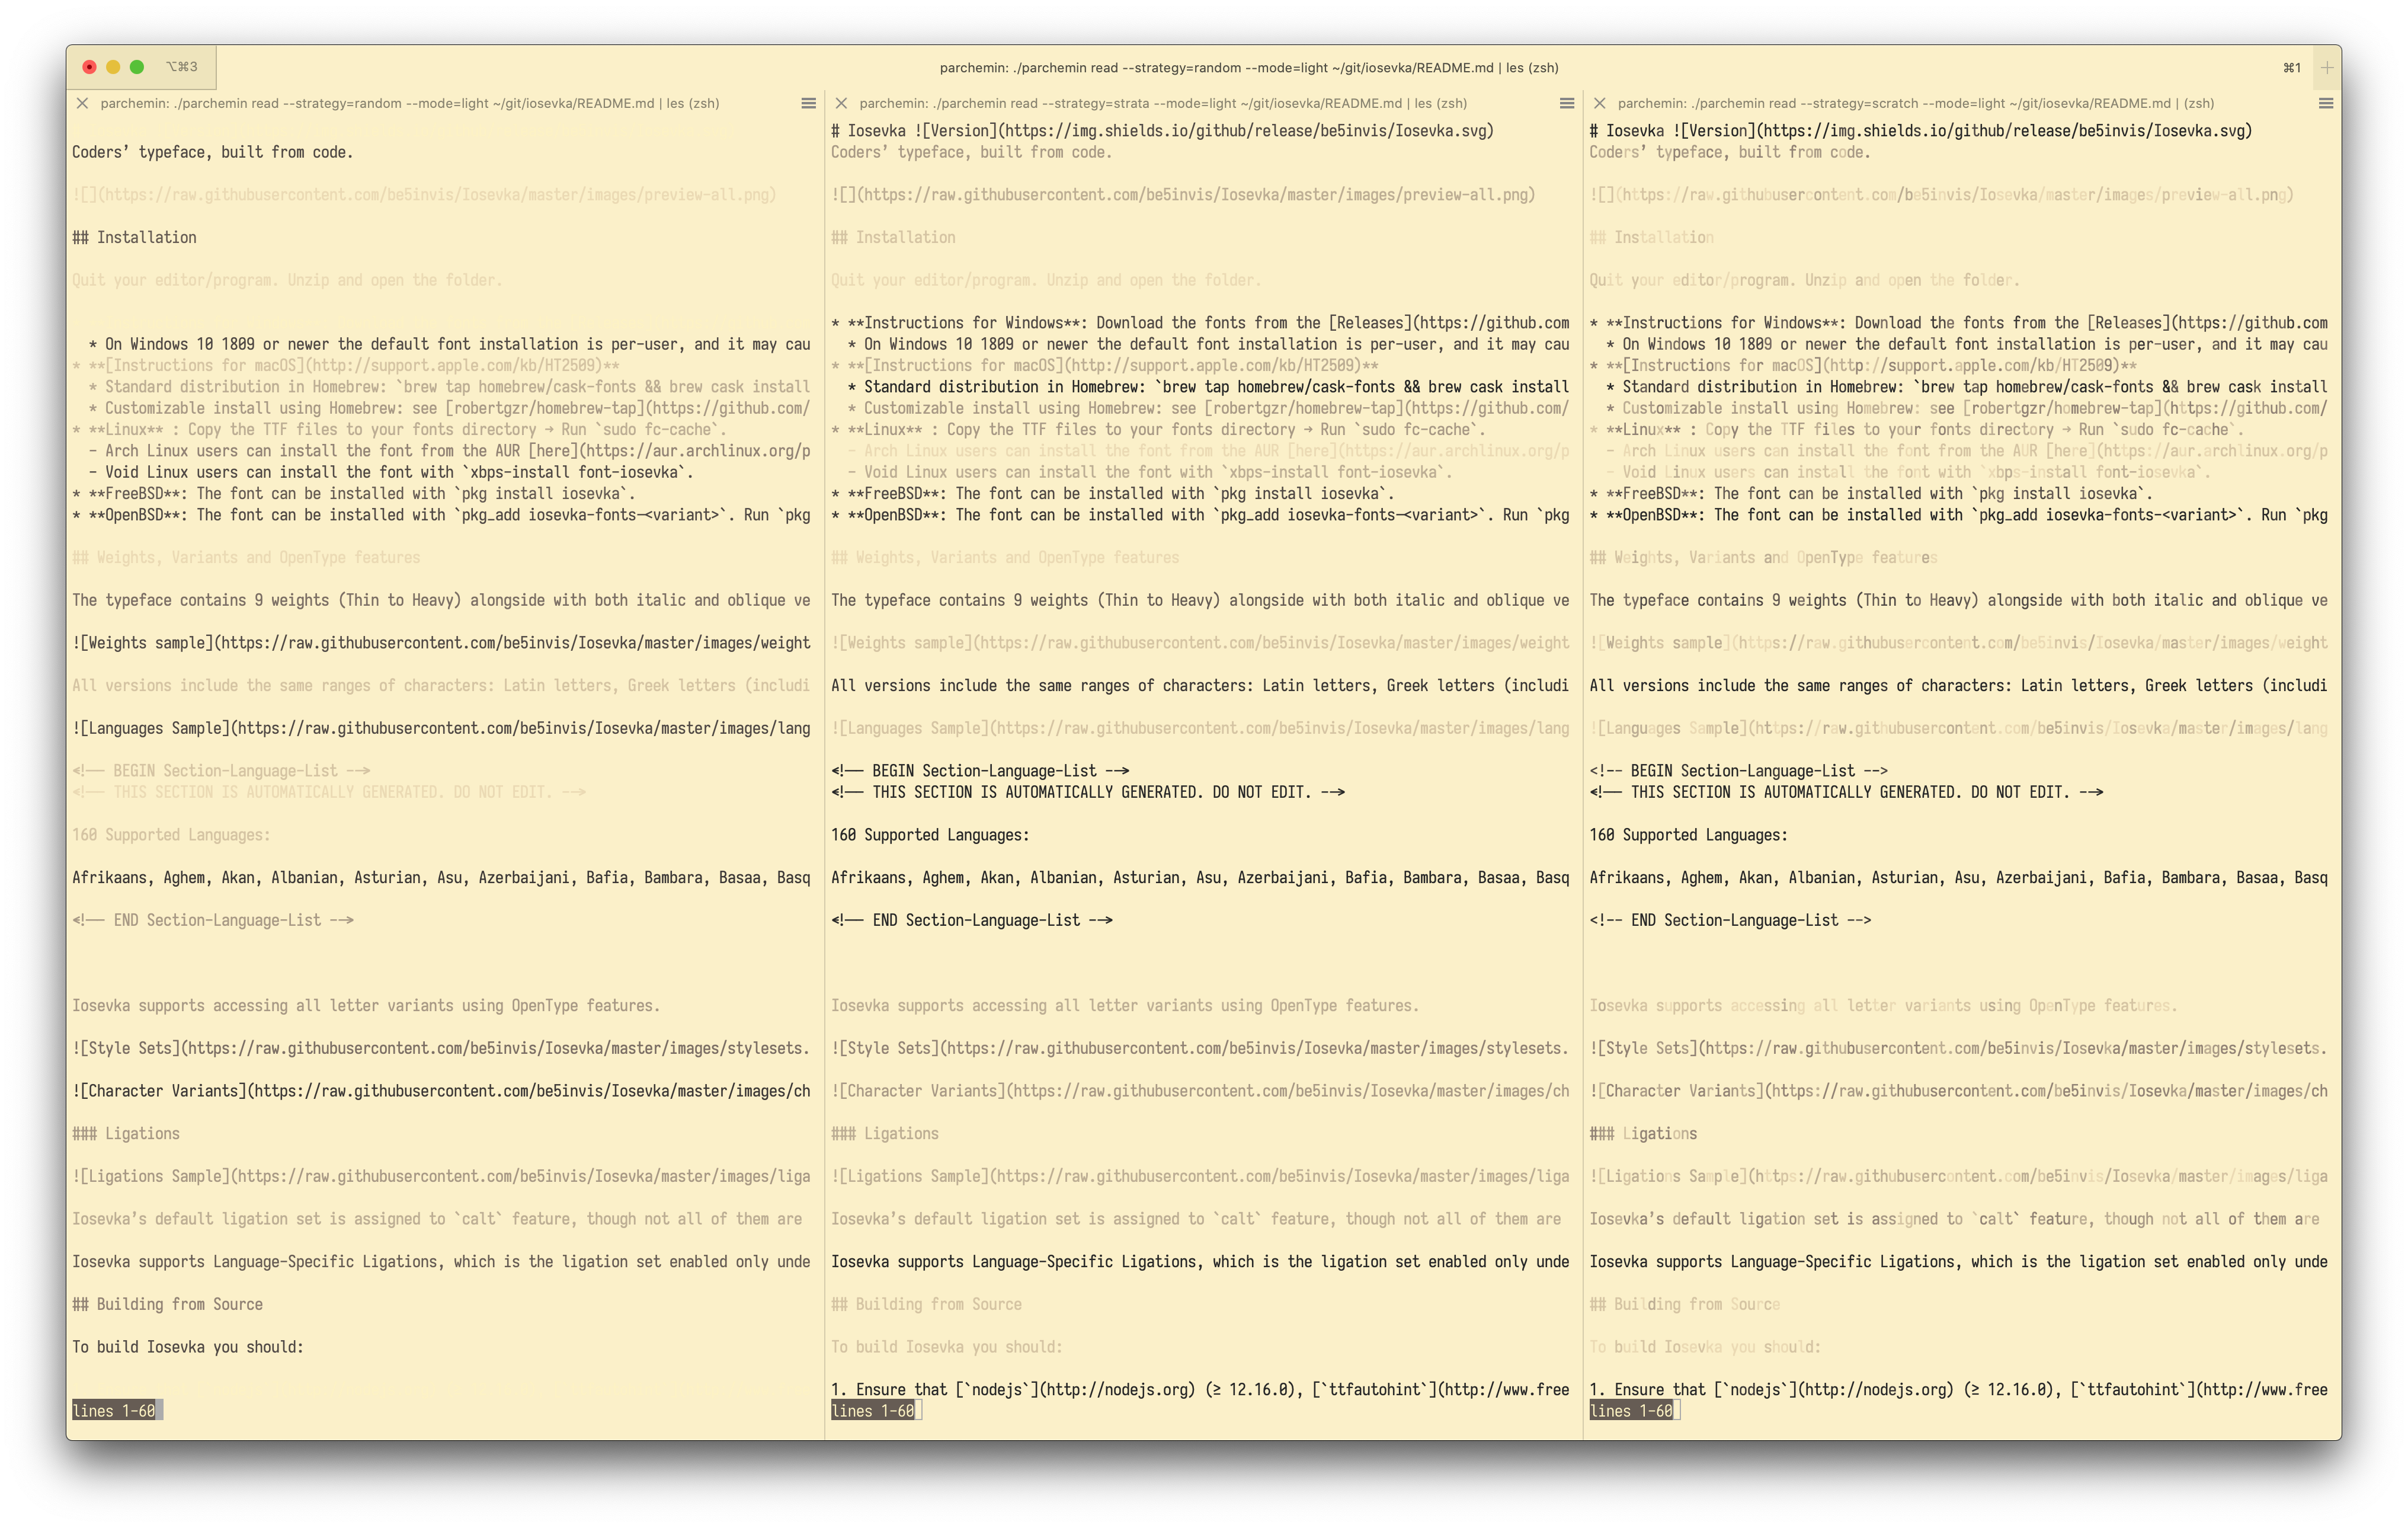 ⌥⌘3
parchemin: ./parchemin read --strategy=random --mode=light ~/git/iosevka/README.md | les (zsh)
⌘1
parchemin: ./parchemin read --strategy=random --mode=light ~/git/iosevka/README.md | les (zsh)
Coders’ typeface, built from code.
![](https://raw.githubusercontent.com/be5invis/Iosevka/master/images/preview-all.png)
## Installation
Quit your editor/program. Unzip and open the folder.
* On Windows 10 1809 or newer the default font installation is per-user, and it may cau
* **[Instructions for macOS](http://support.apple.com/kb/HT2509)**
* Standard distribution in Homebrew: `brew tap homebrew/cask-fonts && brew cask install
* Customizable install using Homebrew: see [robertgzr/homebrew-tap](https://github.com/
* **Linux** : Copy the TTF files to your fonts directory → Run `sudo fc-cache`.
- Arch Linux users can install the font from the AUR [here](https://aur.archlinux.org/p
- Void Linux users can install the font with `xbps-install font-iosevka`.
* **FreeBSD**: The font can be installed with `pkg install iosevka`.
* **OpenBSD**: The font can be installed with `pkg_add iosevka-fonts-<variant>`. Run `pkg
## Weights, Variants and OpenType features
The typeface contains 9 weights (Thin to Heavy) alongside with both italic and oblique ve
![Weights sample](https://raw.githubusercontent.com/be5invis/Iosevka/master/images/weight
All versions include the same ranges of characters: Latin letters, Greek letters (includi
![Languages Sample](https://raw.githubusercontent.com/be5invis/Iosevka/master/images/lang
<!-- BEGIN Section-Language-List -->
<!-- THIS SECTION IS AUTOMATICALLY GENERATED. DO NOT EDIT. -->
160 Supported Languages:
Afrikaans, Aghem, Akan, Albanian, Asturian, Asu, Azerbaijani, Bafia, Bambara, Basaa, Basq
<!-- END Section-Language-List -->
Iosevka supports accessing all letter variants using OpenType features.
![Style Sets](https://raw.githubusercontent.com/be5invis/Iosevka/master/images/stylesets.
![Character Variants](https://raw.githubusercontent.com/be5invis/Iosevka/master/images/ch
### Ligations
![Ligations Sample](https://raw.githubusercontent.com/be5invis/Iosevka/master/images/liga
Iosevka’s default ligation set is assigned to `calt` feature, though not all of them are
Iosevka supports Language-Specific Ligations, which is the ligation set enabled only unde
## Building from Source
To build Iosevka you should:
lines 1-60
parchemin: ./parchemin read --strategy=strata --mode=light ~/git/iosevka/README.md | les (zsh)
# Iosevka ![Version](https://img.shields.io/github/release/be5invis/Iosevka.svg)
Coders’ typeface, built from code.
![](https://raw.githubusercontent.com/be5invis/Iosevka/master/images/preview-all.png)
## Installation
Quit your editor/program. Unzip and open the folder.
* **Instructions for Windows**: Download the fonts from the [Releases](https://github.com
* On Windows 10 1809 or newer the default font installation is per-user, and it may cau
* **[Instructions for macOS](http://support.apple.com/kb/HT2509)**
* Standard distribution in Homebrew: `brew tap homebrew/cask-fonts && brew cask install
* Customizable install using Homebrew: see [robertgzr/homebrew-tap](https://github.com/
* **Linux** : Copy the TTF files to your fonts directory → Run `sudo fc-cache`.
- Arch Linux users can install the font from the AUR [here](https://aur.archlinux.org/p
- Void Linux users can install the font with `xbps-install font-iosevka`.
* **FreeBSD**: The font can be installed with `pkg install iosevka`.
* **OpenBSD**: The font can be installed with `pkg_add iosevka-fonts-<variant>`. Run `pkg
## Weights, Variants and OpenType features
The typeface contains 9 weights (Thin to Heavy) alongside with both italic and oblique ve
![Weights sample](https://raw.githubusercontent.com/be5invis/Iosevka/master/images/weight
All versions include the same ranges of characters: Latin letters, Greek letters (includi
![Languages Sample](https://raw.githubusercontent.com/be5invis/Iosevka/master/images/lang
<!-- BEGIN Section-Language-List -->
<!-- THIS SECTION IS AUTOMATICALLY GENERATED. DO NOT EDIT. -->
160 Supported Languages:
Afrikaans, Aghem, Akan, Albanian, Asturian, Asu, Azerbaijani, Bafia, Bambara, Basaa, Basq
<!-- END Section-Language-List -->
Iosevka supports accessing all letter variants using OpenType features.
![Style Sets](https://raw.githubusercontent.com/be5invis/Iosevka/master/images/stylesets.
![Character Variants](https://raw.githubusercontent.com/be5invis/Iosevka/master/images/ch
### Ligations
![Ligations Sample](https://raw.githubusercontent.com/be5invis/Iosevka/master/images/liga
Iosevka’s default ligation set is assigned to `calt` feature, though not all of them are
Iosevka supports Language-Specific Ligations, which is the ligation set enabled only unde
## Building from Source
To build Iosevka you should:
1. Ensure that [`nodejs`](http://nodejs.org) (≥ 12.16.0), [`ttfautohint`](http://www.free
lines 1-60
parchemin: ./parchemin read --strategy=scratch --mode=light ~/git/iosevka/README.md | (zsh)
# Iosevka ![Version](https://img.shields.io/github/release/be5invis/Iosevka.svg)
Coders’ typeface, built from code.
![](https://raw.githubusercontent.com/be5invis/Iosevka/master/images/preview-all.png)
## Installation
Quit your editor/program. Unzip and open the folder.
* **Instructions for Windows**: Download the fonts from the [Releases](https://github.com
* On Windows 10 1809 or newer the default font installation is per-user, and it may cau
* **[Instructions for macOS](http://support.apple.com/kb/HT2509)**
* Standard distribution in Homebrew: `brew tap homebrew/cask-fonts && brew cask install
* Customizable install using Homebrew: see [robertgzr/homebrew-tap](https://github.com/
* **Linux** : Copy the TTF files to your fonts directory → Run `sudo fc-cache`.
- Arch Linux users can install the font from the AUR [here](https://aur.archlinux.org/p
- Void Linux users can install the font with `xbps-install font-iosevka`.
* **FreeBSD**: The font can be installed with `pkg install iosevka`.
* **OpenBSD**: The font can be installed with `pkg_add iosevka-fonts-<variant>`. Run `pkg
## Weights, Variants and OpenType features
The typeface contains 9 weights (Thin to Heavy) alongside with both italic and oblique ve
![Weights sample](https://raw.githubusercontent.com/be5invis/Iosevka/master/images/weight
All versions include the same ranges of characters: Latin letters, Greek letters (includi
![Languages Sample](https://raw.githubusercontent.com/be5invis/Iosevka/master/images/lang
<!-- BEGIN Section-Language-List -->
<!-- THIS SECTION IS AUTOMATICALLY GENERATED. DO NOT EDIT. -->
160 Supported Languages:
Afrikaans, Aghem, Akan, Albanian, Asturian, Asu, Azerbaijani, Bafia, Bambara, Basaa, Basq
<!-- END Section-Language-List -->
Iosevka supports accessing all letter variants using OpenType features.
![Style Sets](https://raw.githubusercontent.com/be5invis/Iosevka/master/images/stylesets.
![Character Variants](https://raw.githubusercontent.com/be5invis/Iosevka/master/images/ch
### Ligations
![Ligations Sample](https://raw.githubusercontent.com/be5invis/Iosevka/master/images/liga
Iosevka’s default ligation set is assigned to `calt` feature, though not all of them are
Iosevka supports Language-Specific Ligations, which is the ligation set enabled only unde
## Building from Source
To build Iosevka you should:
1. Ensure that [`nodejs`](http://nodejs.org) (≥ 12.16.0), [`ttfautohint`](http://www.free
lines 1-60